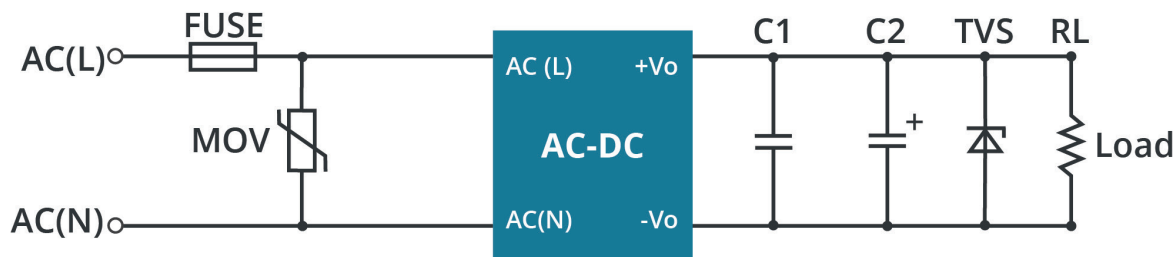 FUSE
C1 C2 TVS RL
AC(L)
AC (L) +Vo
MOV
AC-DC
+
Load
AC(N)
AC(N) -Vo